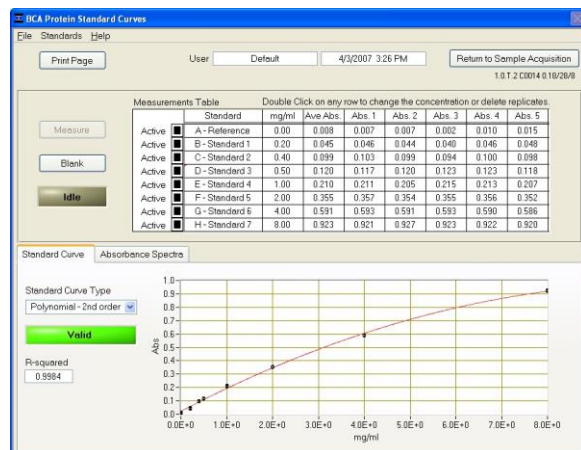 BCA Protein Standard Curves
File Standards Help
Print Page User Default 4/3/2007 3:26 PM Return to Sample Acquisition
1.0.T.2 C0014 0.18/28/8
Measurements Table Double Click on any row to change the concentration or delete replicates.
Standard mg/ml Ave Abs. Abs. 1 Abs. 2 Abs. 3 Abs. 4 Abs. 5
Active A - Reference 0.00 0.008 0.007 0.007 0.002 0.010 0.015
Measure Active B - Standard 1 0.20 0.045 0.046 0.044 0.040 0.046 0.048
Active C - Standard 2 0.40 0.099 0.103 0.099 0.094 0.100 0.098
Blank Active D - Standard 3 0.50 0.120 0.117 0.120 0.123 0.123 0.118
Active E - Standard 4 1.00 0.210 0.211 0.205 0.215 0.213 0.207
Idle Active F - Standard 5 2.00 0.355 0.357 0.354 0.355 0.356 0.352
Active G - Standard 6 4.00 0.591 0.593 0.591 0.593 0.590 0.586
Active H - Standard 7 8.00 0.923 0.921 0.927 0.923 0.922 0.920
Standard Curve Absorbance Spectra
Standard Curve Type
Polynomial - 2nd order
Valid
R-squared
0.9984
Abs
1.0
0.9
0.8
0.7
0.6
0.5
0.4
0.3
0.2
0.1
0.0
0.0E+0 1.0E+0 2.0E+0 3.0E+0 4.0E+0 5.0E+0 6.0E+0 7.0E+0 8.0E+0
mg/ml